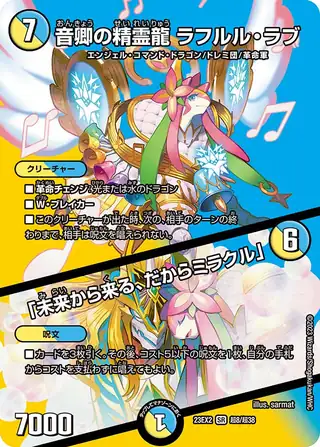 7
おんきょう せいれいりゅう
音卿の精霊龍 ラフルル・ラブ
エンジェル・コマンド・ドラゴン/ドレミ団/革命軍
クリーチャー
■革命チェンジ:光または水のドラゴン
■W・ブレイカー
■このクリーチャーが出た時、次の、相手のターンの終
わりまで、相手は呪文を唱えられない。
6
みらい く
「未来から来る、だからミラクル」
呪文
■カードを3枚引く。その後、コスト5以下の呪文を1枚、自分の手札
からコストを支払わずに唱えてもよい。
illus. sarmat
7000
23EX2 SR 超8/超38